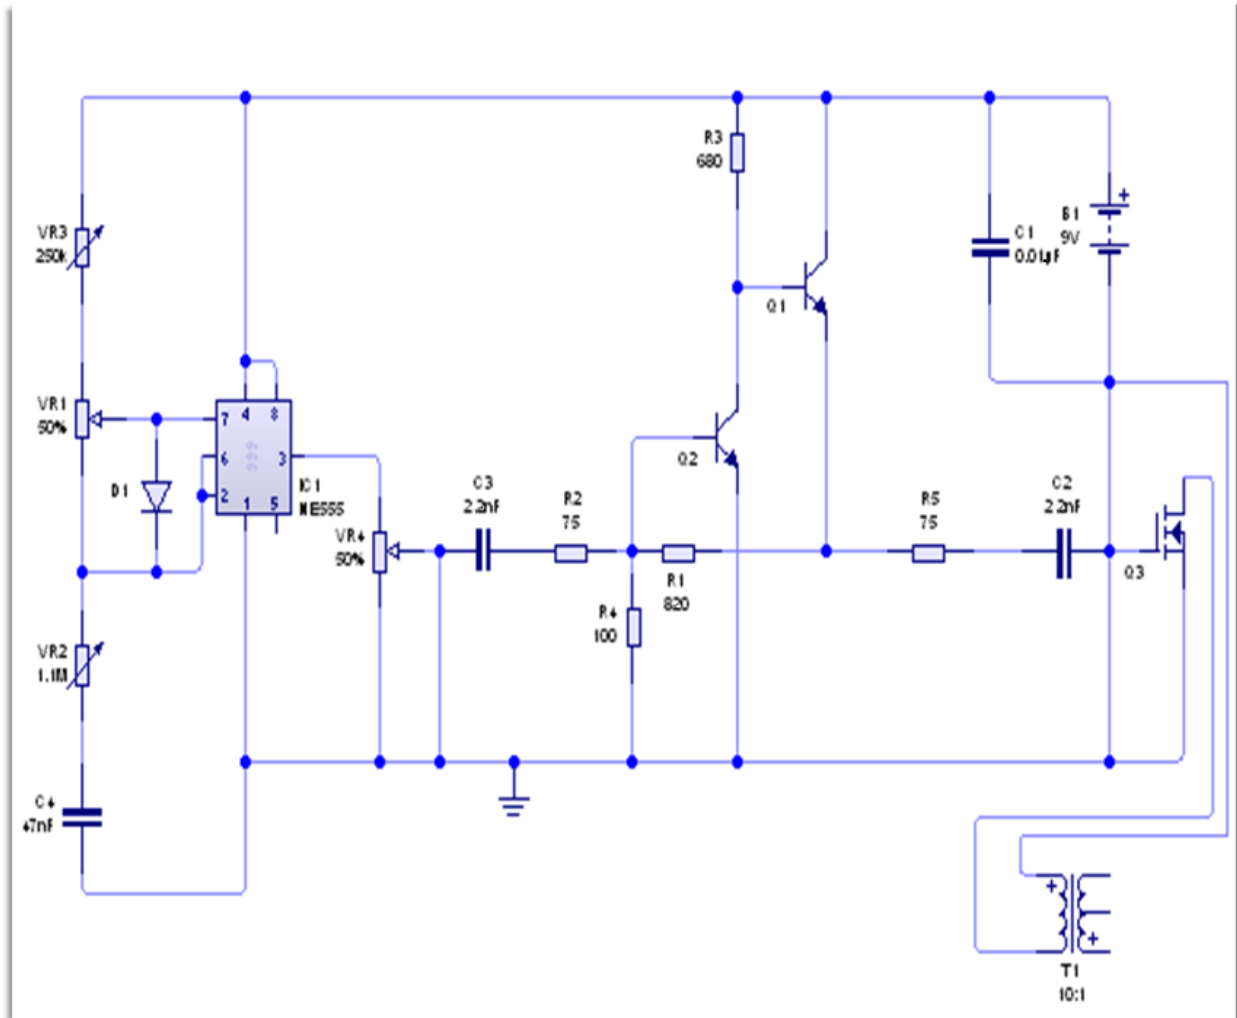 R3
680
VR3
250k
C1
0.01µF
B1
9V
+
Q1
VR1
50%
7
4
8
6
3
2
1
5
D1
IC1
NE555
Q2
VR4
50%
C3
2.2nF
R2
75
R1
820
R4
100
R5
75
C2
2.2nF
Q3
VR2
1.1M
C4
47nF
+
+
T1
10:1